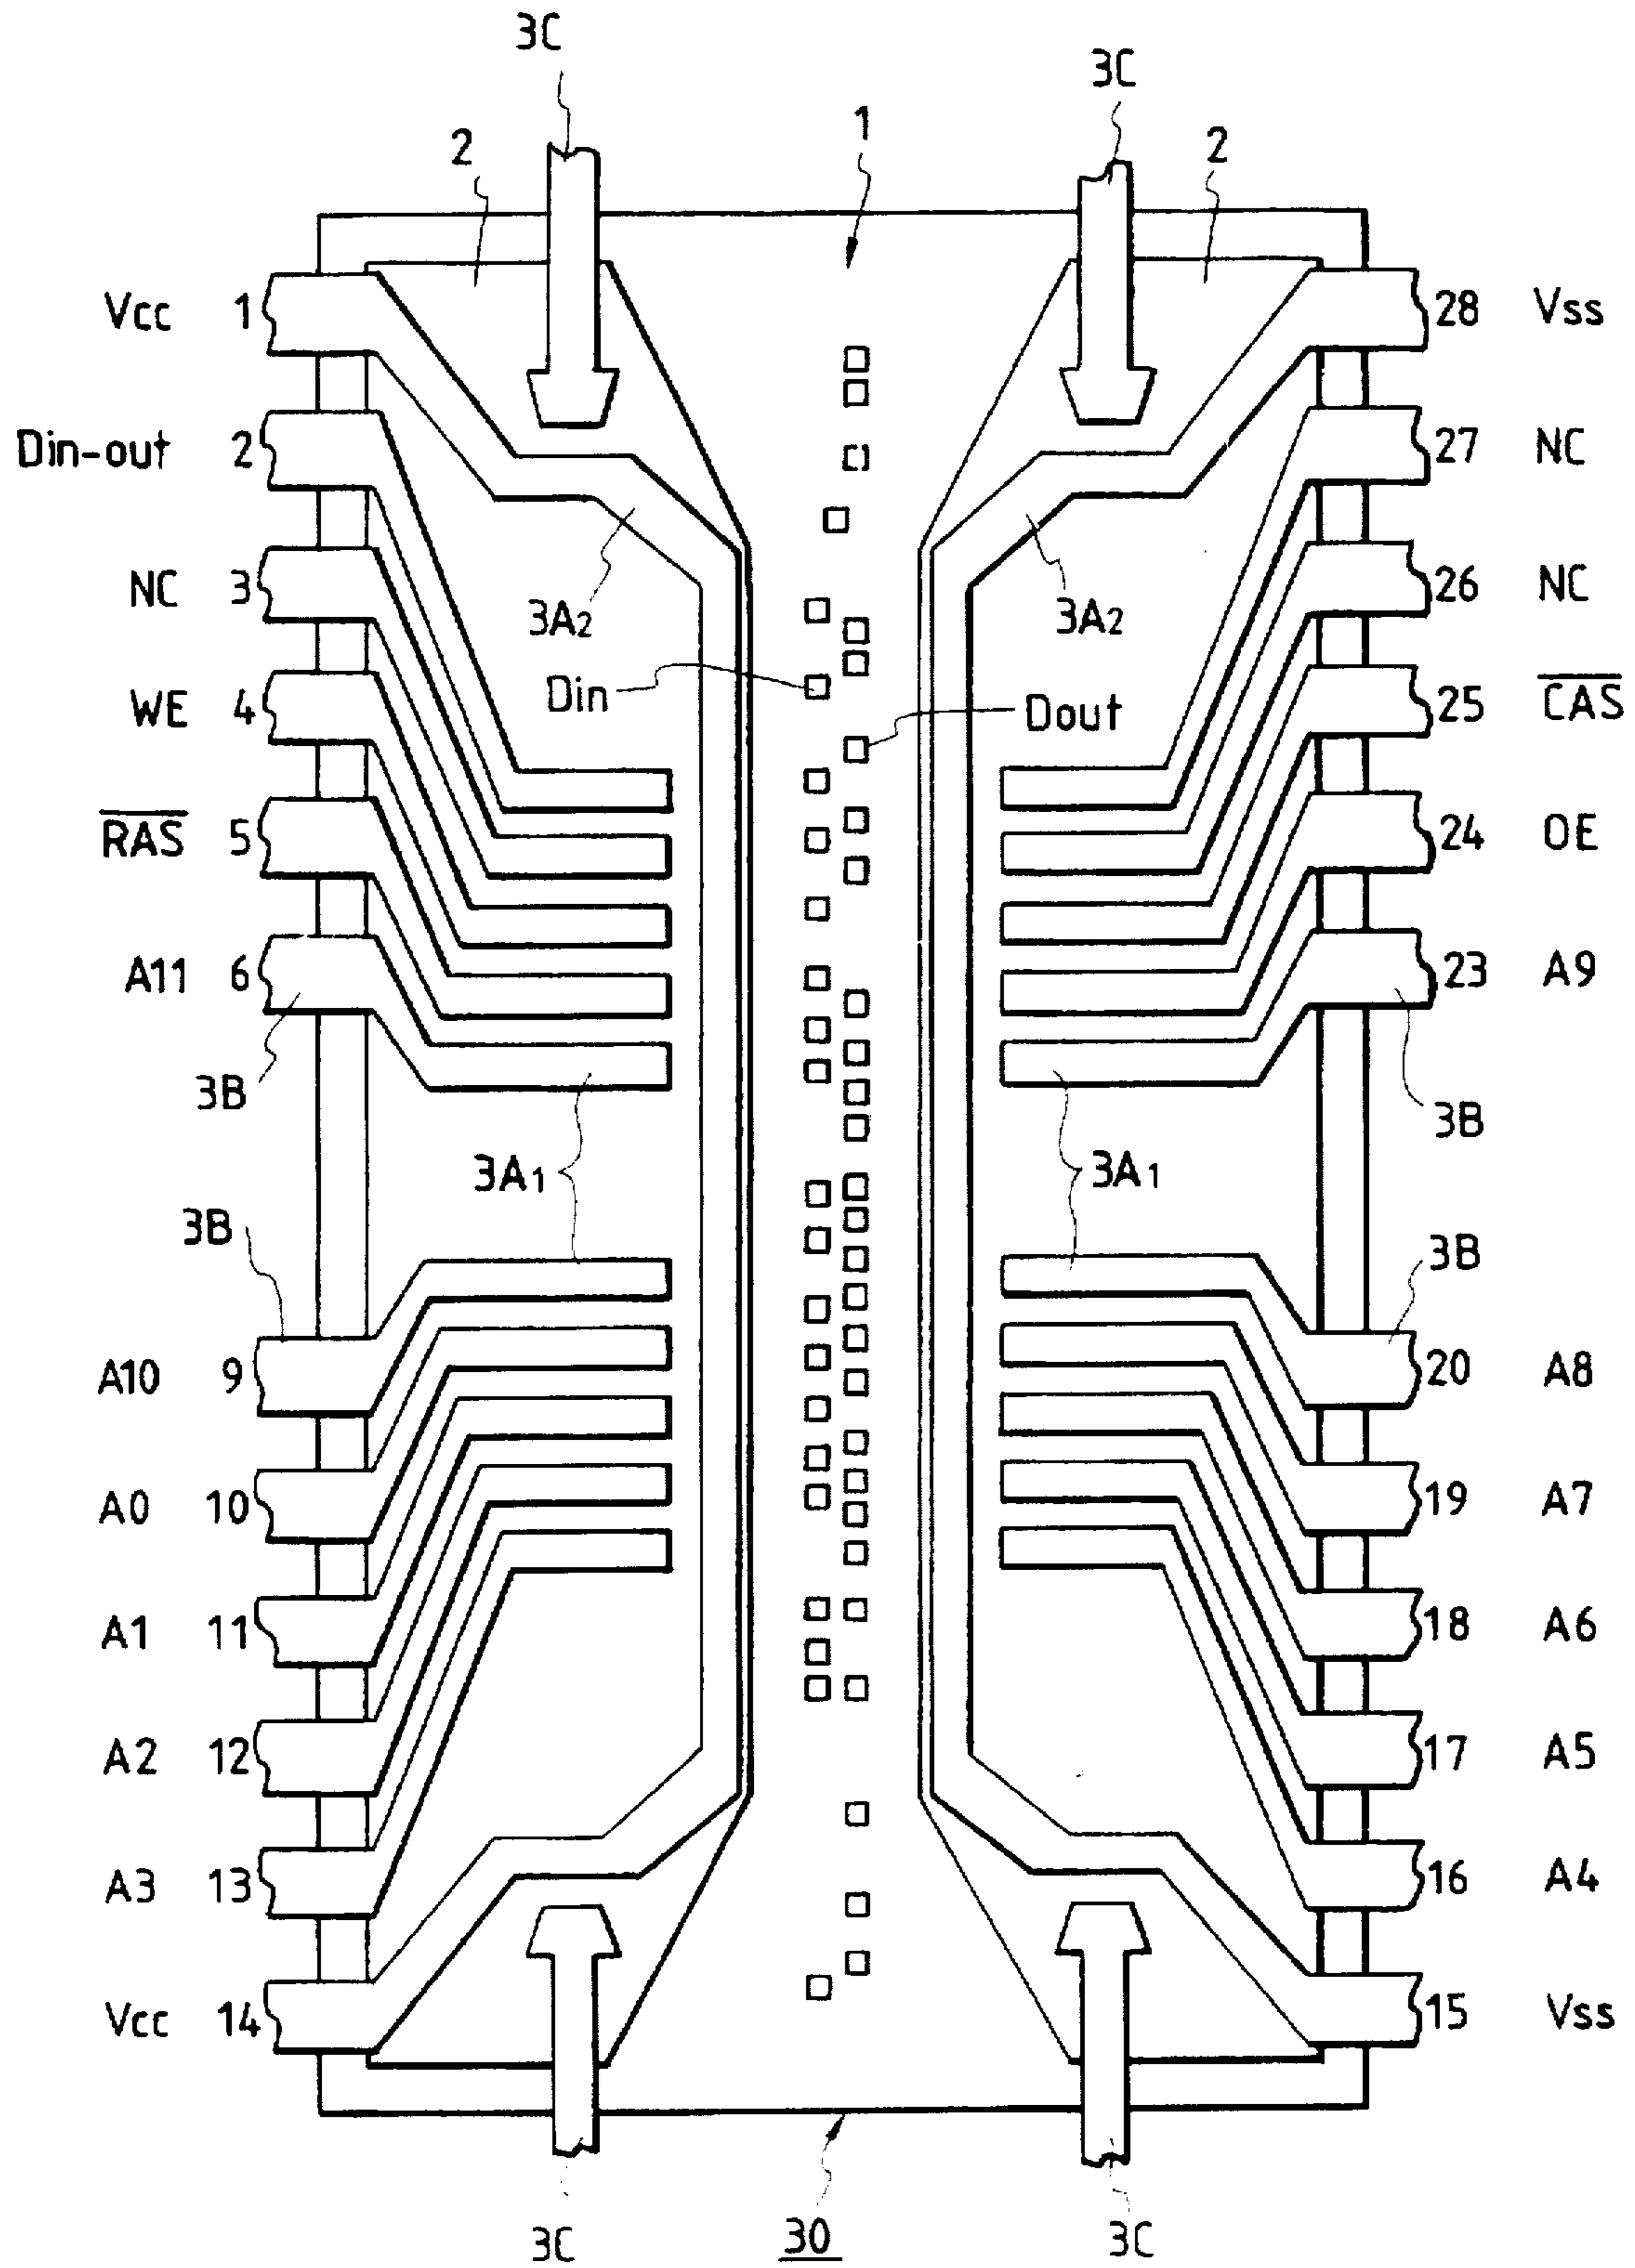 3C
3C
2
1
2
Vcc 1
28 Vss
Din-out 2
27 NC
NC 3
26 NC
3A2
3A2
Din
WE 4
25 C̅A̅S̅
Dout
R̅A̅S̅ 5
24 OE
A11 6
23 A9
3B
3B
3A1
3A1
3B
3B
A10 9
20 A8
A0 10
19 A7
A1 11
18 A6
A2 12
17 A5
A3 13
16 A4
Vcc 14
15 Vss
3C
30
3C